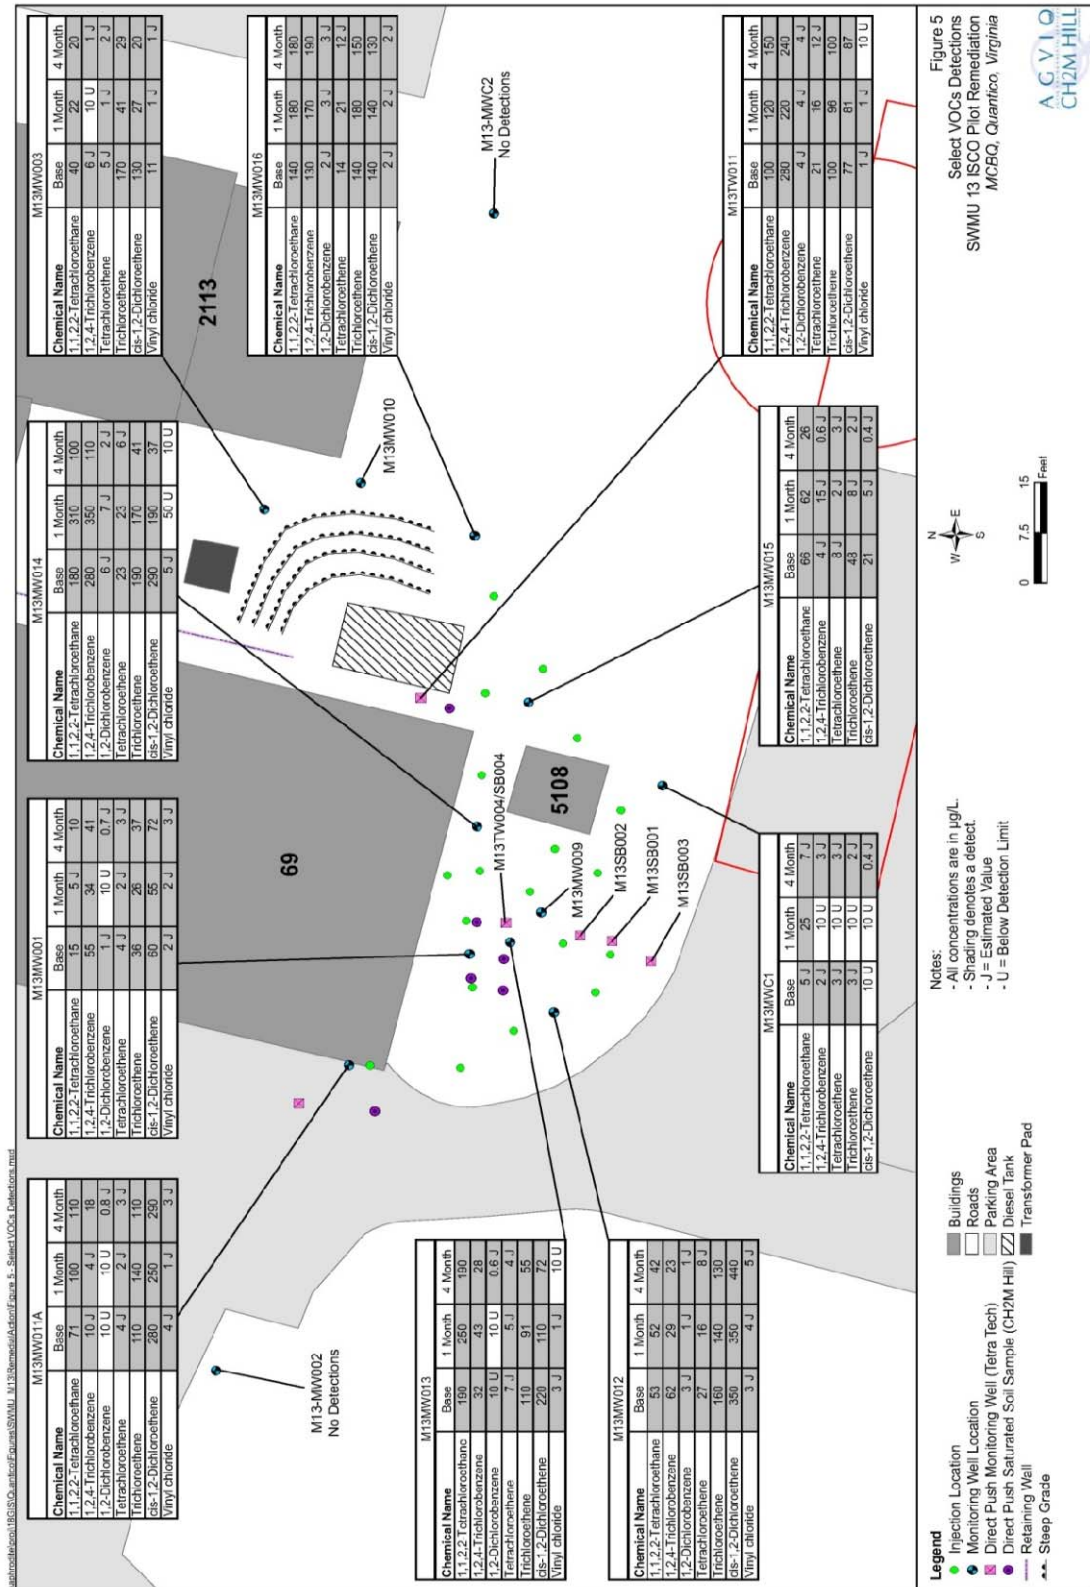 M13MW011A
Chemical Name Base 1 Month 4 Month
1,1,2,2-Tetrachloroethane 71 100 110
1,2,4-Trichlorobenzene 10 J 4 J 18
1,2-Dichlorobenzene 10 U 10 U 0.8 J
Tetrachloroethene 4 J 2 J 3 J
Trichloroethene 110 140 110
cis-1,2-Dichloroethene 280 250 290
Vinyl chloride 4 J 1 J 3 J
M13MW001
Chemical Name Base 1 Month 4 Month
1,1,2,2-Tetrachloroethane 15 5 J 10
1,2,4-Trichlorobenzene 55 34 41
1,2-Dichlorobenzene 1 J 10 U 0.7 J
Tetrachloroethene 4 J 2 J 3 J
Trichloroethene 36 26 37
cis-1,2-Dichloroethene 60 55 72
Vinyl chloride 2 J 2 J 3 J
M13MW014
Chemical Name Base 1 Month 4 Month
1,1,2,2-Tetrachloroethane 180 310 100
1,2,4-Trichlorobenzene 280 350 110
1,2-Dichlorobenzene 6 J 7 J 2 J
Tetrachloroethene 23 23 6 J
Trichloroethene 190 170 41
cis-1,2-Dichloroethene 290 190 37
Vinyl chloride 5 J 50 U 10 U
M13MW003
Chemical Name Base 1 Month 4 Month
1,1,2,2-Tetrachloroethane 40 22 20
1,2,4-Trichlorobenzene 6 J 10 U 1 J
Tetrachloroethene 5 J 1 J 2 J
Trichloroethene 170 41 29
cis-1,2-Dichloroethene 130 27 20
Vinyl chloride 11 1 J 1 J
M13MW016
Chemical Name Base 1 Month 4 Month
1,1,2,2-Tetrachloroethane 140 180 180
1,2,4-Trichlorobenzene 130 170 190
1,2-Dichlorobenzene 2 J 3 J 3 J
Tetrachloroethene 14 21 12 J
Trichloroethene 140 180 150
cis-1,2-Dichloroethene 140 140 130
Vinyl chloride 2 J 2 J 2 J
2113
69
5108
M13MW010
M13-MWC2
No Detections
M13-MW002
No Detections
M13TW004/SB004
M13MW009
M13SB002
M13SB001
M13SB003
M13MW013
Chemical Name Base 1 Month 4 Month
1,1,2,2 Tetrachloroethane 190 250 190
1,2,4-Trichlorobenzene 32 43 28
1,2-Dichlorobenzene 10 U 10 U 0.6 J
Tetrachloroethene 7 J 5 J 4 J
Trichloroethene 110 91 55
cis-1,2-Dichloroethene 220 110 72
Vinyl chloride 3 J 1 J 10 U
M13MW012
Chemical Name Base 1 Month 4 Month
1,1,2,2-Tetrachloroethane 53 52 42
1,2,4-Trichlorobenzene 62 29 23
1,2-Dichlorobenzene 3 J 1 J 1 J
Tetrachloroethene 27 16 8 J
Trichloroethene 160 140 130
cis-1,2-Dichloroethene 350 350 440
Vinyl chloride 3 J 4 J 5 J
M13MWC1
Chemical Name Base 1 Month 4 Month
1,1,2,2-Tetrachloroethane 5 J 25 7 J
1,2,4-Trichlorobenzene 2 J 10 U 3 J
Tetrachloroethene 3 J 10 U 3 J
Trichloroethene 3 J 10 U 2 J
cis-1,2-Dichloroethene 10 U 10 U 0.4 J
M13MW015
Chemical Name Base 1 Month 4 Month
1,1,2,2-Tetrachloroethane 66 62 26
1,2,4-Trichlorobenzene 4 J 15 J 0.6 J
Tetrachloroethene 8 J 2 J 3 J
Trichloroethene 48 8 J 2 J
cis-1,2-Dichloroethene 21 5 J 0.4 J
M13TW011
Chemical Name Base 1 Month 4 Month
1,1,2,2-Tetrachloroethane 100 120 150
1,2,4-Trichlorobenzene 280 220 240
1,2-Dichlorobenzene 4 J 4 J 4 J
Tetrachloroethene 21 16 12 J
Trichloroethene 100 96 100
cis-1,2-Dichloroethene 77 81 87
Vinyl chloride 1 J 1 J 10 U
Legend
Injection Location
Monitoring Well Location
Direct Push Monitoring Well (Tetra Tech)
Direct Push Saturated Soil Sample (CH2M Hill)
Retaining Wall
Steep Grade
Buildings
Roads
Parking Area
Diesel Tank
Transformer Pad
Notes:
- All concentrations are in µg/L.
- Shading denotes a detect.
- J = Estimated Value
- U = Below Detection Limit
N
W E
S
0 7.5 15
Feet
Figure 5
Select VOCs Detections
SWMU 13 ISCO Pilot Remediation
MCBQ, Quantico, Virginia
AGVIQ
CH2M HILL